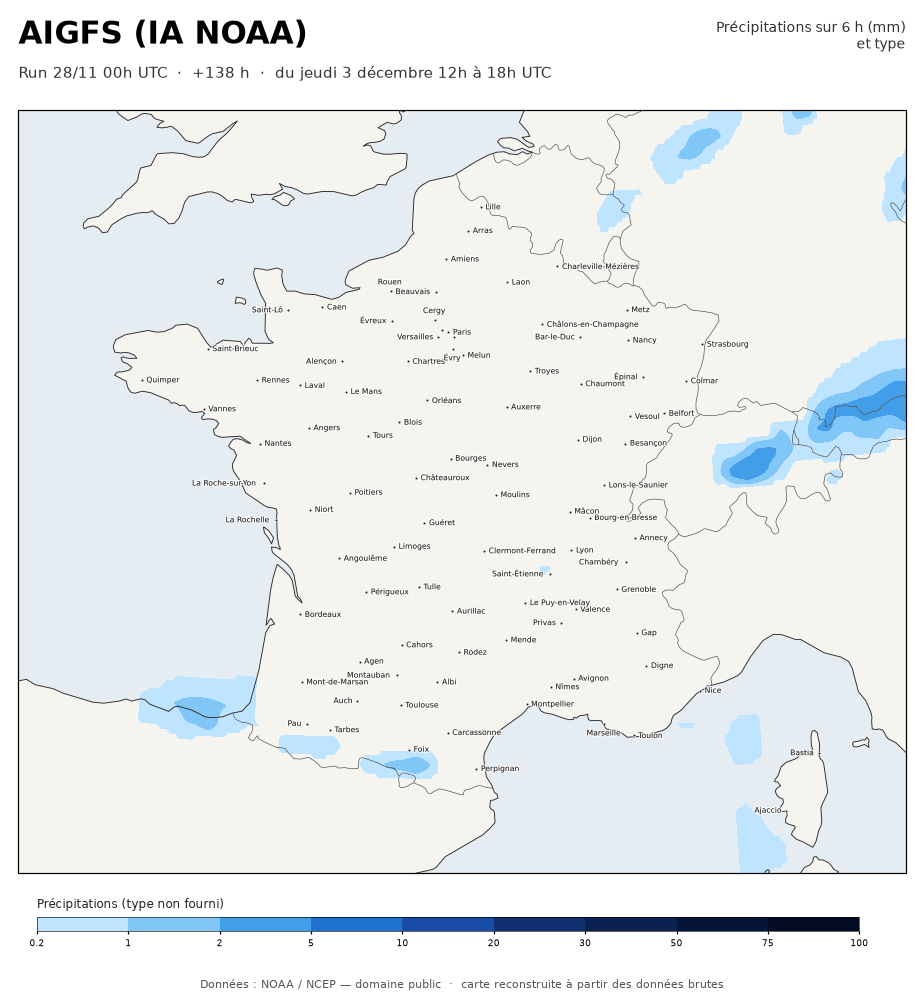 AIGFS (IA NOAA)
Précipitations sur 6 h (mm)
et type
Run 28/11 00h UTC · +138 h · du jeudi 3 décembre 12h à 18h UTC
Lille
Arras
Amiens
Charleville-Mézières
Rouen
Beauvais
Laon
Saint-Lô
Caen
Cergy
Metz
Évreux
Châlons-en-Champagne
Versailles
Paris
Bar-le-Duc
Nancy
Strasbourg
Saint-Brieuc
Alençon
Chartres
Évry
Melun
Troyes
Épinal
Colmar
Quimper
Rennes
Laval
Chaumont
Le Mans
Orléans
Auxerre
Vannes
Vesoul
Belfort
Angers
Blois
Tours
Dijon
Besançon
Nantes
Bourges
Nevers
La Roche-sur-Yon
Châteauroux
Lons-le-Saunier
Poitiers
Moulins
Niort
Mâcon
Bourg-en-Bresse
La Rochelle
Guéret
Annecy
Limoges
Clermont-Ferrand
Lyon
Angoulême
Chambéry
Saint-Étienne
Périgueux
Tulle
Grenoble
Le Puy-en-Velay
Valence
Bordeaux
Aurillac
Privas
Gap
Cahors
Mende
Rodez
Agen
Digne
Montauban
Mont-de-Marsan
Albi
Avignon
Nîmes
Nice
Auch
Toulouse
Montpellier
Pau
Tarbes
Carcassonne
Marseille
Toulon
Foix
Bastia
Perpignan
Ajaccio
Précipitations (type non fourni)
0.2 1 2 5 10 20 30 50 75 100
Données : NOAA / NCEP — domaine public · carte reconstruite à partir des données brutes